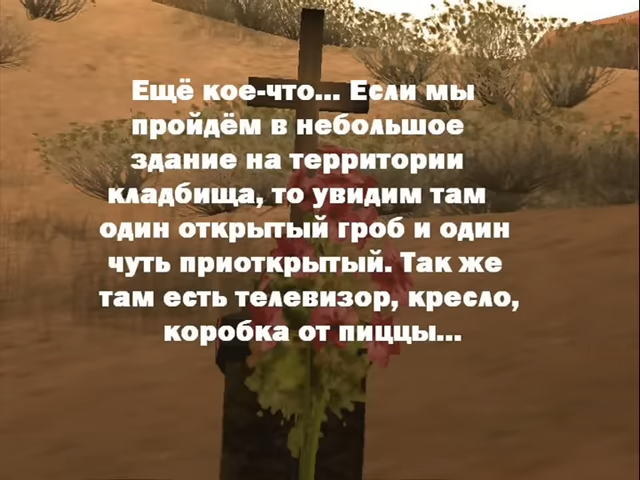 Ещё кое-что... Если мы
пройдём в небольшое
здание на территории
кладбища, то увидим там
один открытый гроб и один
чуть приоткрытый. Так же
там есть телевизор, кресло,
коробка от пиццы...